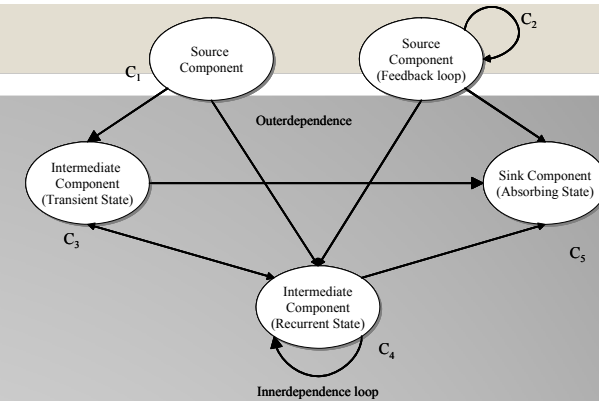 Source
Component
C1
Source
Component
(Feedback loop)
C2
Outerdependence
Intermediate
Component
(Transient State)
C3
Sink Component
(Absorbing State)
C5
Intermediate
Component
(Recurrent State)
C4
Innerdependence loop